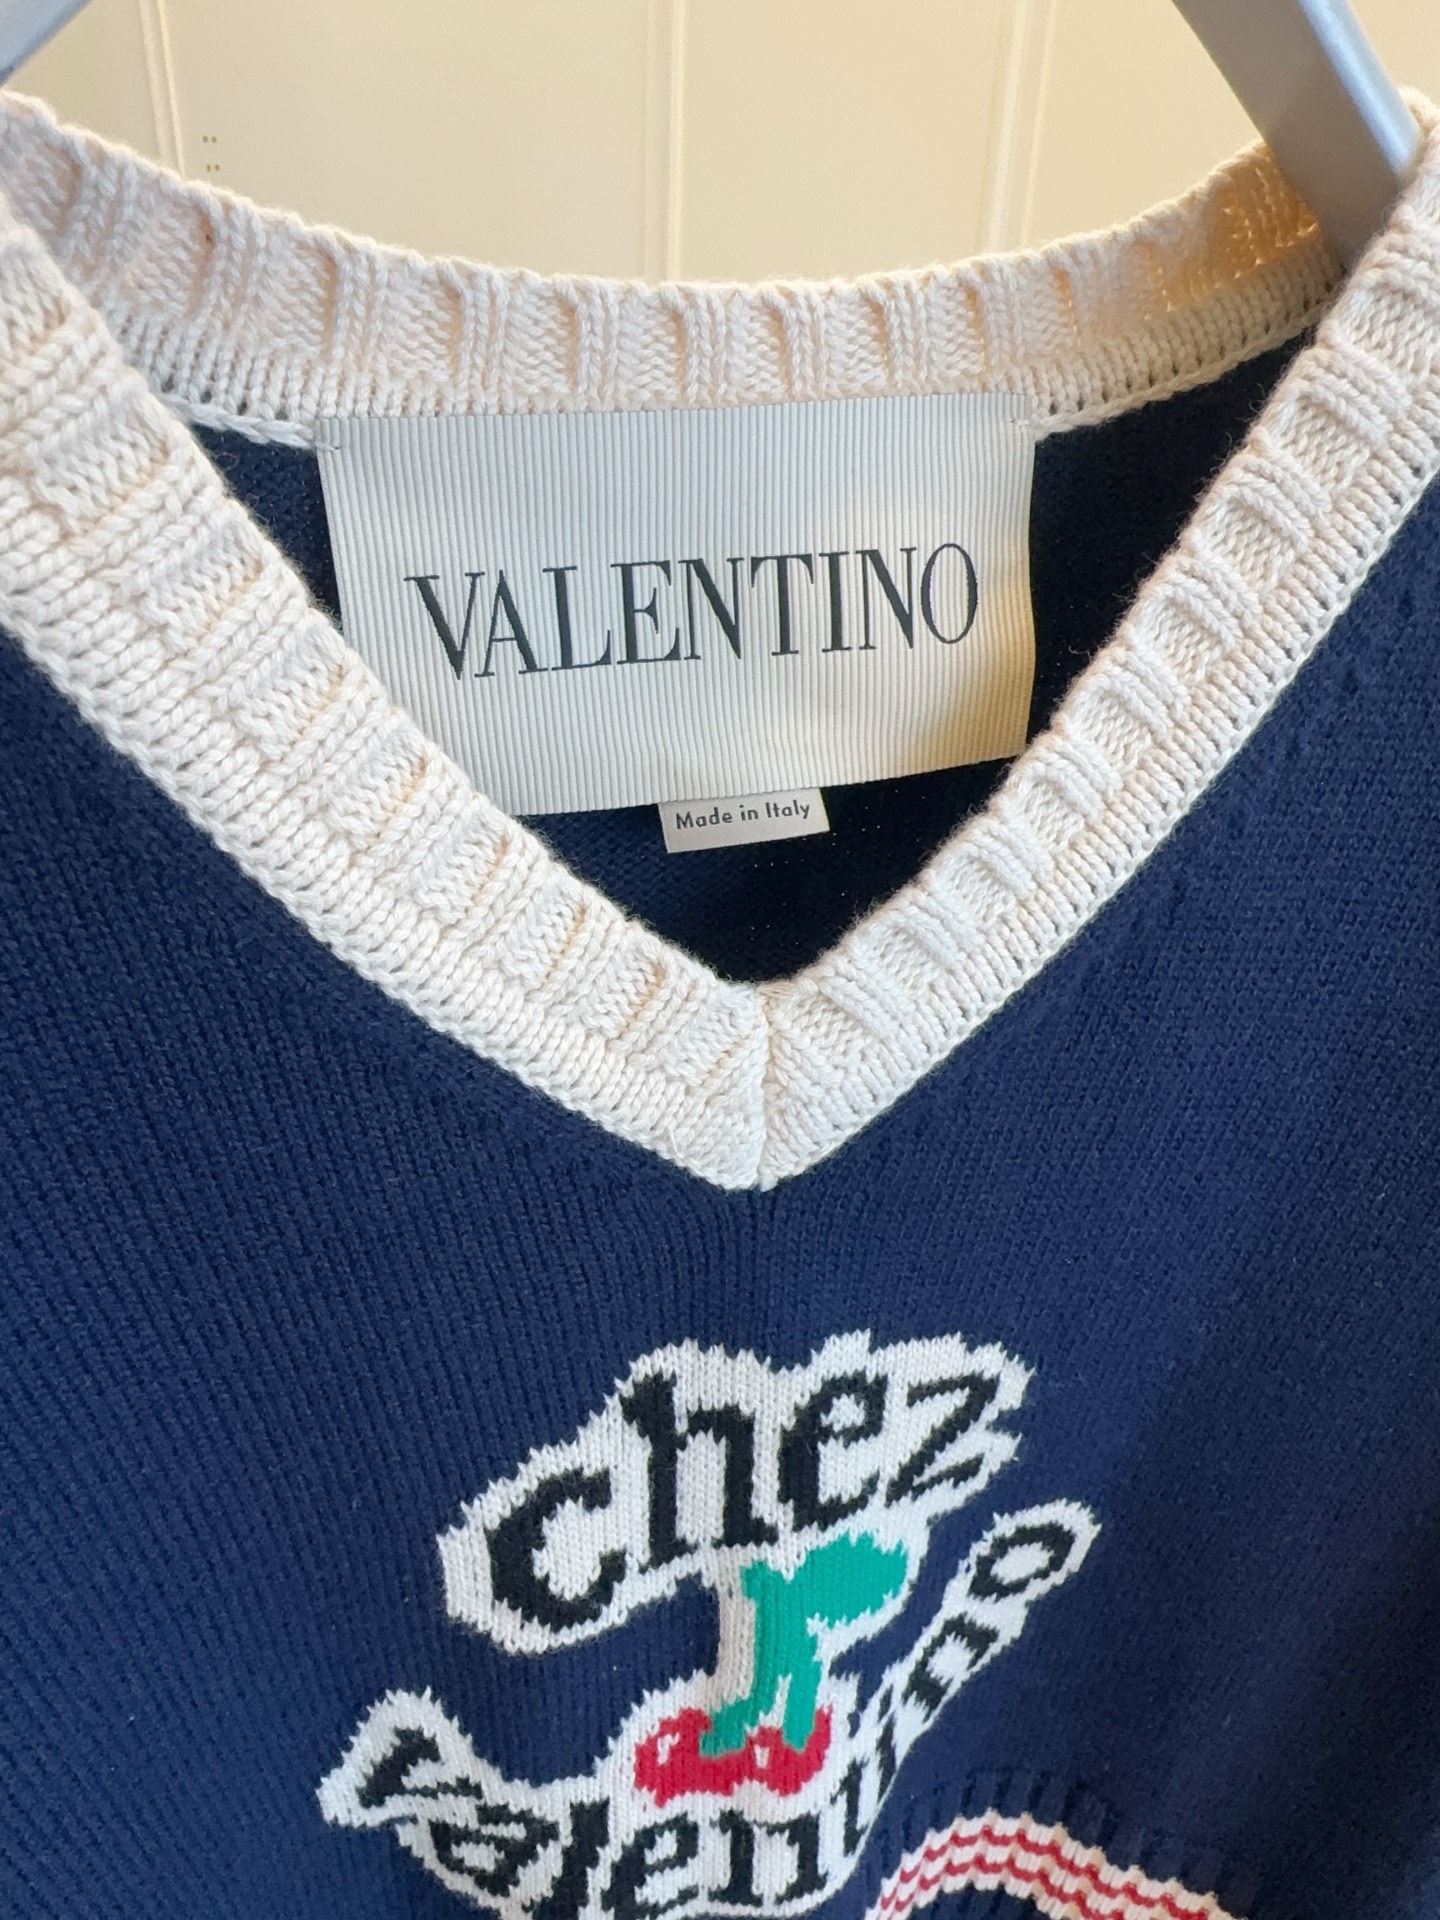 VALENTINO
Made in Italy
chez
valentino